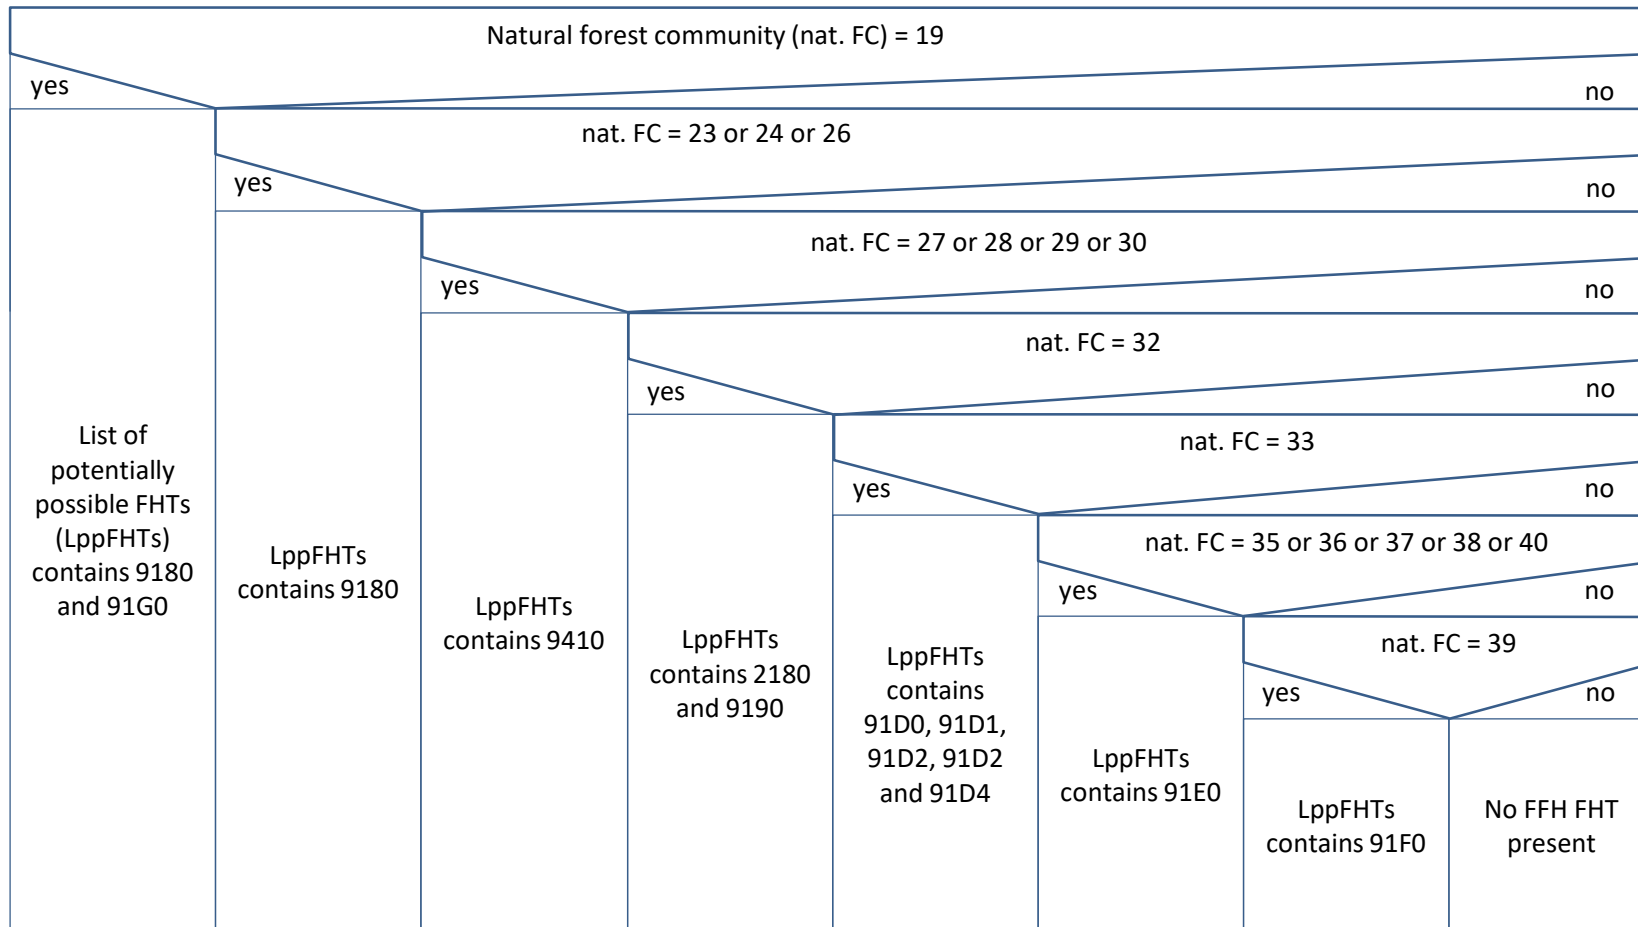 Natural forest community (nat. FC) = 19
yes
no
nat. FC = 23 or 24 or 26
yes
no
nat. FC = 27 or 28 or 29 or 30
yes
no
nat. FC = 32
yes
no
nat. FC = 33
yes
no
nat. FC = 35 or 36 or 37 or 38 or 40
yes
no
nat. FC = 39
yes
no
List of
potentially
possible FHTs
(LppFHTs)
contains 9180
and 91G0
LppFHTs
contains 9180
LppFHTs
contains 9410
LppFHTs
contains 2180
and 9190
LppFHTs
contains
91D0, 91D1,
91D2, 91D2
and 91D4
LppFHTs
contains 91E0
LppFHTs
contains 91F0
No FFH FHT
present